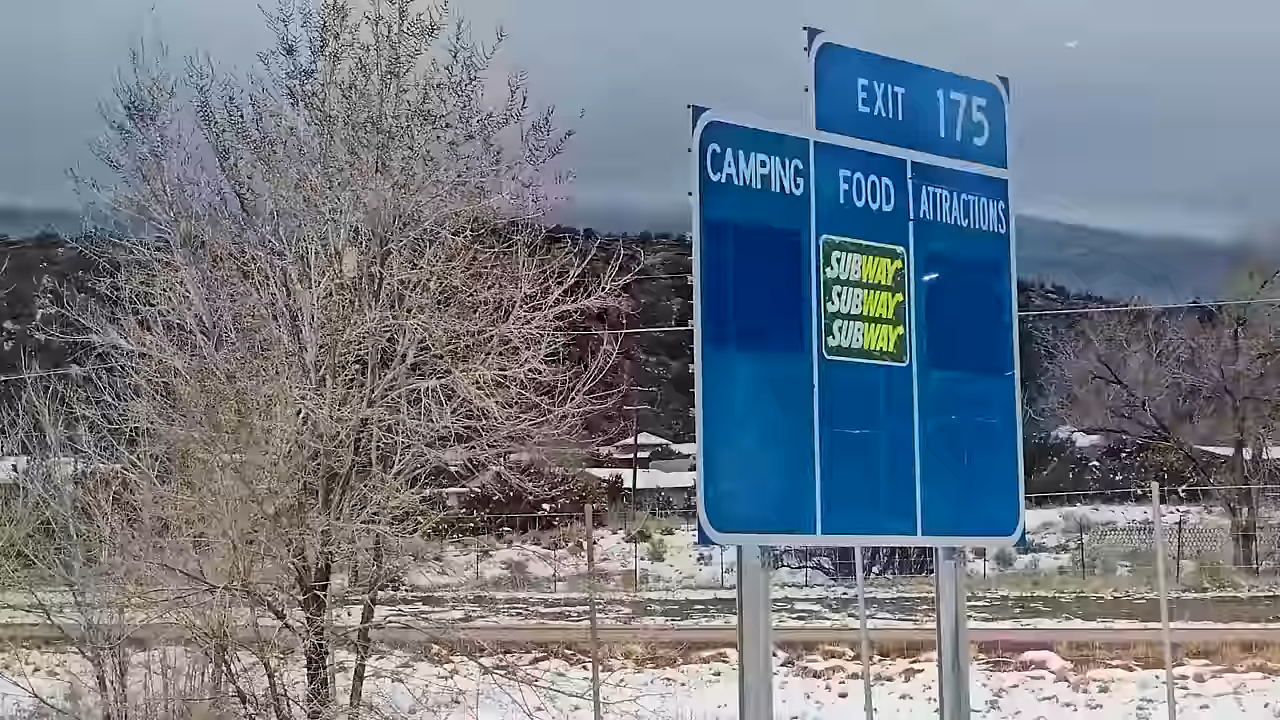 EXIT 175
CAMPING
FOOD
ATTRACTIONS
SUBWAY
SUBWAY
SUBWAY